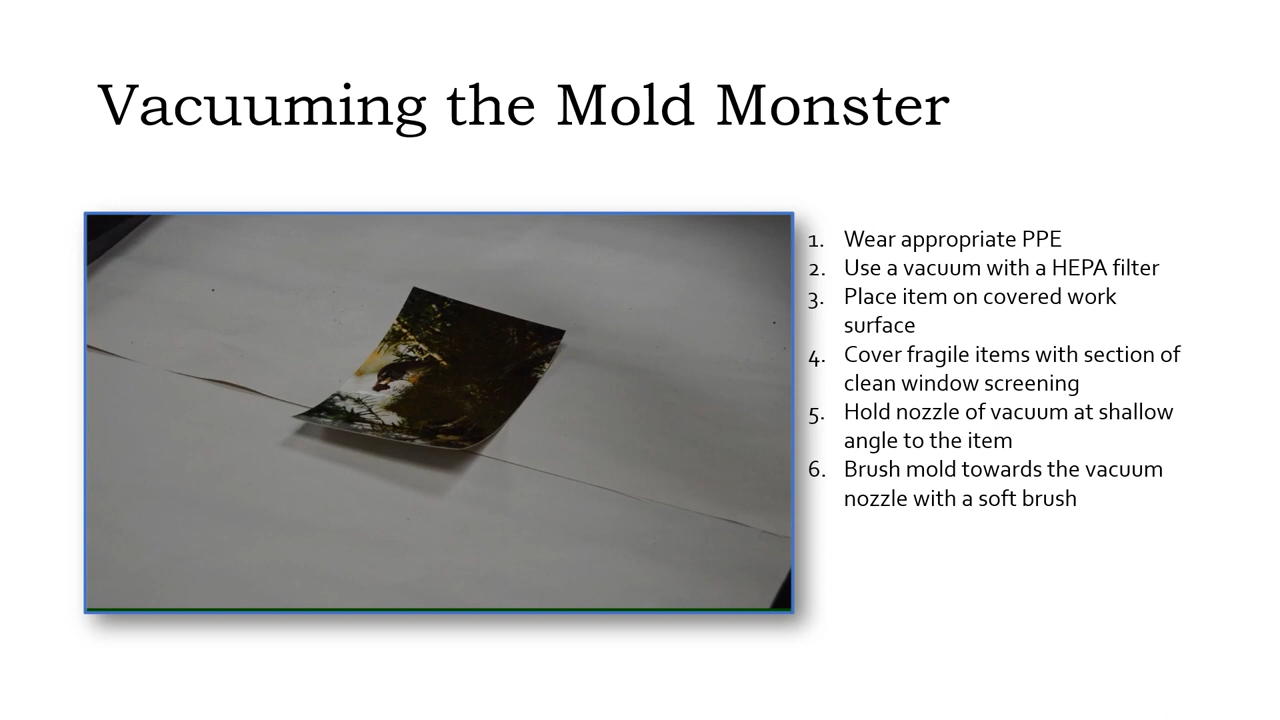 Vacuuming the Mold Monster
1. Wear appropriate PPE
2. Use a vacuum with a HEPA filter
3. Place item on covered work
surface
4. Cover fragile items with section of
clean window screening
5. Hold nozzle of vacuum at shallow
angle to the item
6. Brush mold towards the vacuum
nozzle with a soft brush